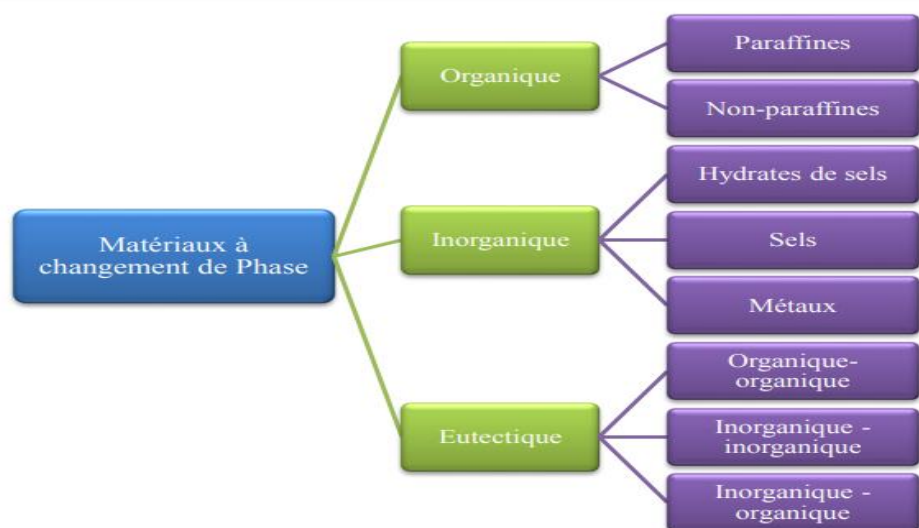 Matériaux à
changement de Phase
Organique
Paraffines
Non-paraffines
Inorganique
Hydrates de sels
Sels
Métaux
Eutectique
Organique-
organique
Inorganique -
inorganique
Inorganique -
organique